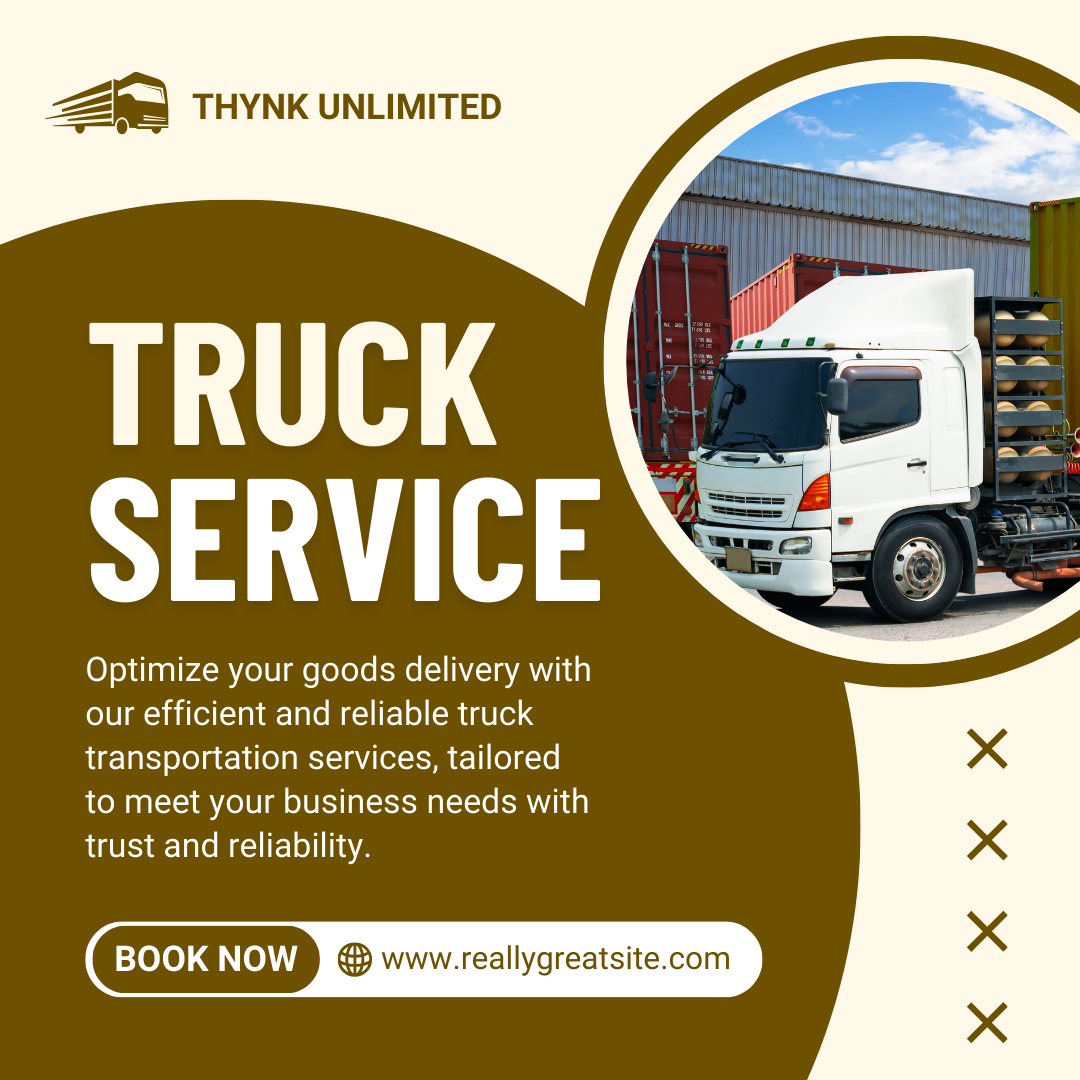 THYNK UNLIMITED
TRUCK
SERVICE
Optimize your goods delivery with
our efficient and reliable truck
transportation services, tailored
to meet your business needs with
trust and reliability.
BOOK NOW
www.reallygreatsite.com